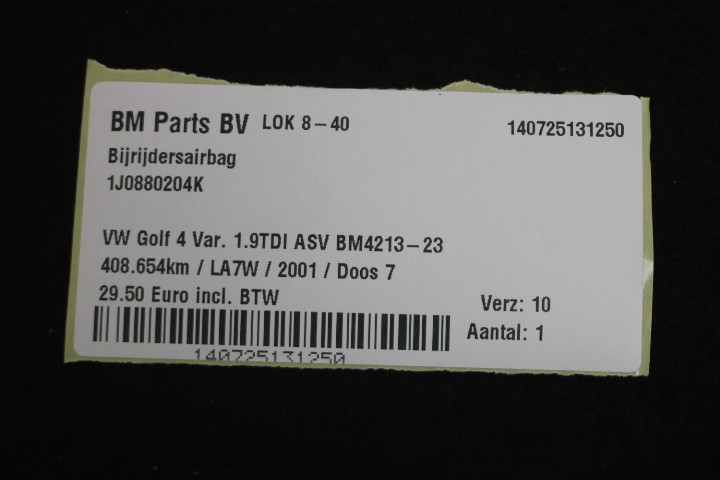 BM Parts BV LOK 8-40 140725131250
Bijrijdersairbag
1J0880204K
VW Golf 4 Var. 1.9TDI ASV BM4213-23
408.654km / LA7W / 2001 / Doos 7
29.50 Euro incl. BTW
Verz: 10
Aantal: 1
140725131250